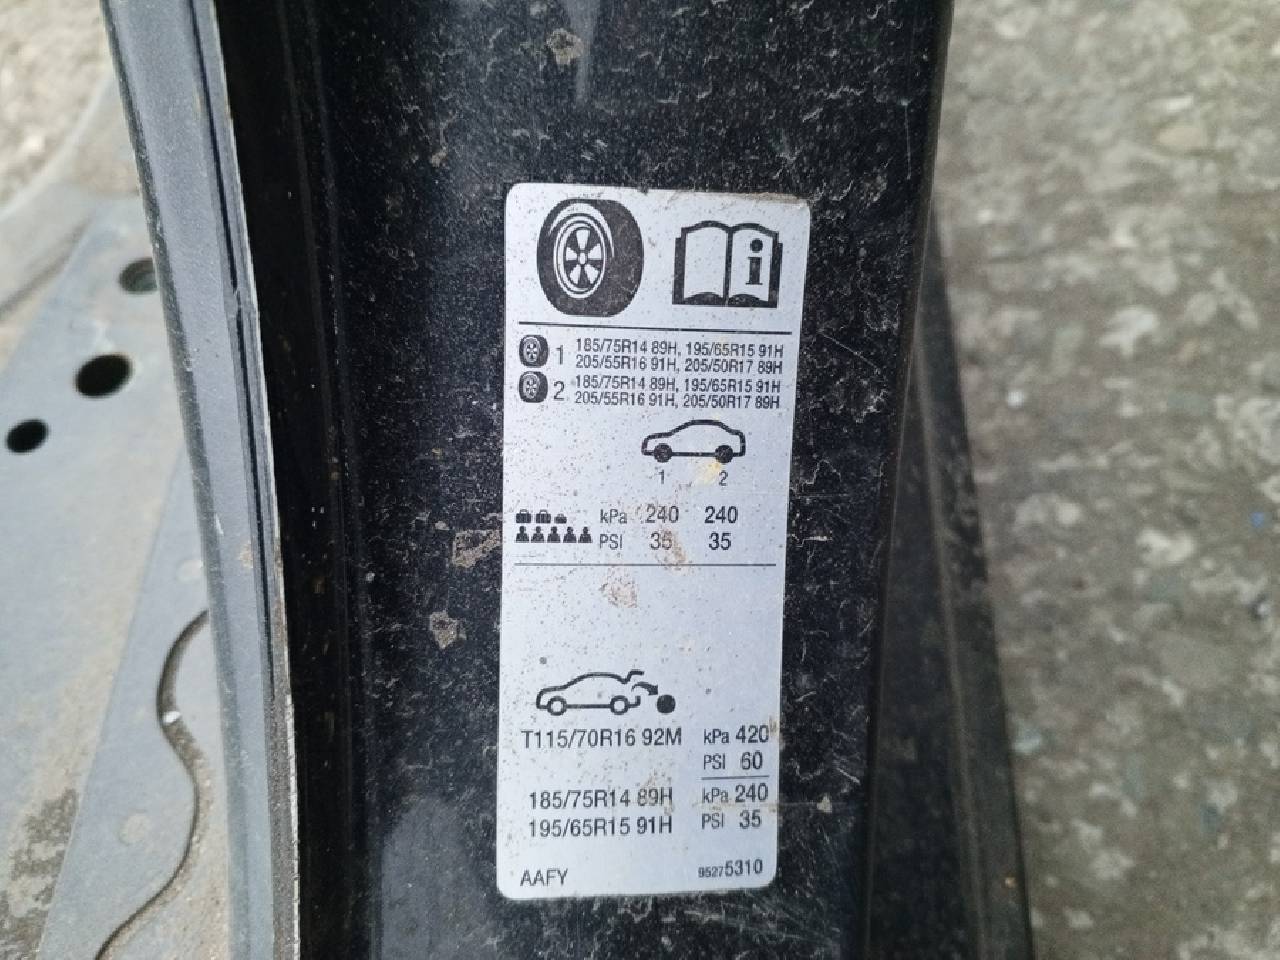 1 185/75R14 89H, 195/65R15 91H
205/55R16 91H, 205/50R17 89H
2 185/75R14 89H, 195/65R15 91H
205/55R16 91H, 205/50R17 89H
1 2
kPa 240 240
PSI 35 35
T115/70R16 92M kPa 420
PSI 60
185/75R14 89H kPa 240
195/65R15 91H PSI 35
AAFY 95275310